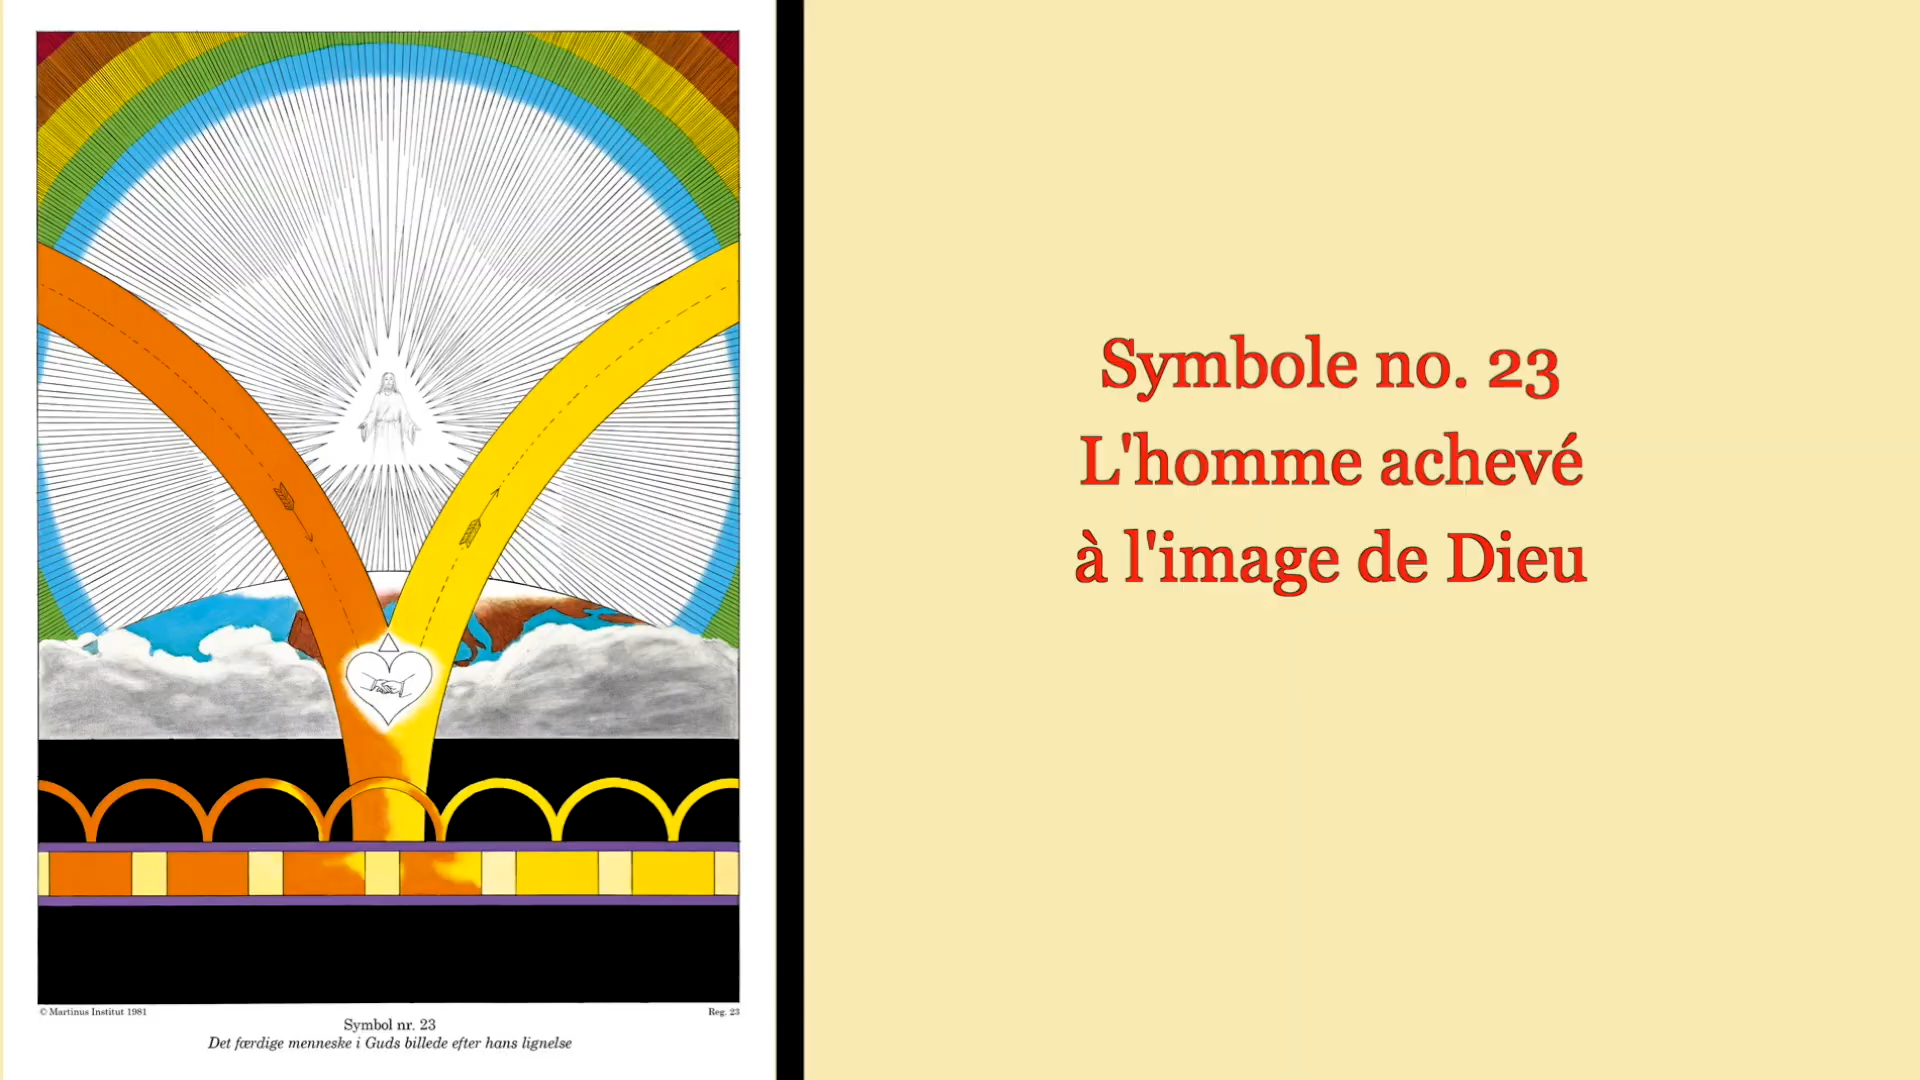 © Martinus Institut 1981
Reg. 23
Symbol nr. 23
Det færdige menneske i Guds billede efter hans lignelse
Symbole no. 23
L'homme achevé
à l'image de Dieu